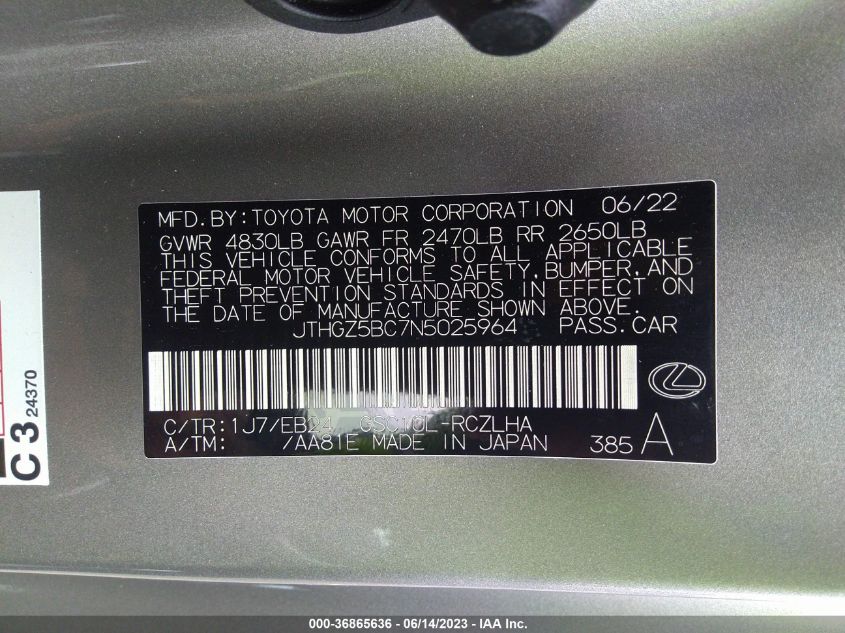 MFD.BY:TOYOTA MOTOR CORPORATION 06/22
GVWR 4830LB GAWR FR 2470LB RR 2650LB
THIS VEHICLE CONFORMS TO ALL APPLICABLE
FEDERAL MOTOR VEHICLE SAFETY,BUMPER,AND
THEFT PREVENTION STANDARDS IN EFFECT ON
THE DATE OF MANUFACTURE SHOWN ABOVE.
JTHGZ5BC7N5025964 PASS.CAR
C/TR:1J7/EB24 GSC10L-RCZLHA
A/TM: /AA81E MADE IN JAPAN 385 A
C 3 24370
000-36865636 - 06/14/2023 - IAA Inc.